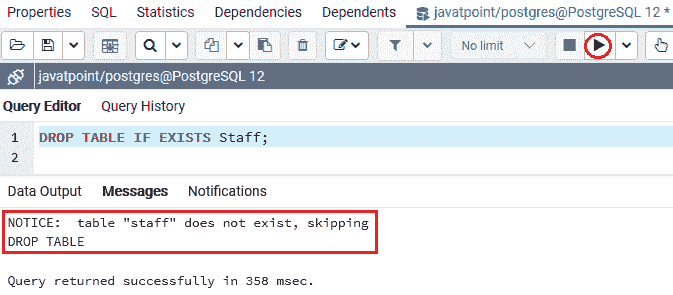 Properties SQL Statistics Dependencies Dependents javatpoint/postgres@PostgreSQL 12 *
No limit
javatpoint/postgres@PostgreSQL 12
Query Editor Query History
1 DROP TABLE IF EXISTS Staff;
2
Data Output Messages Notifications
NOTICE:  table "staff" does not exist, skipping
DROP TABLE
Query returned successfully in 358 msec.